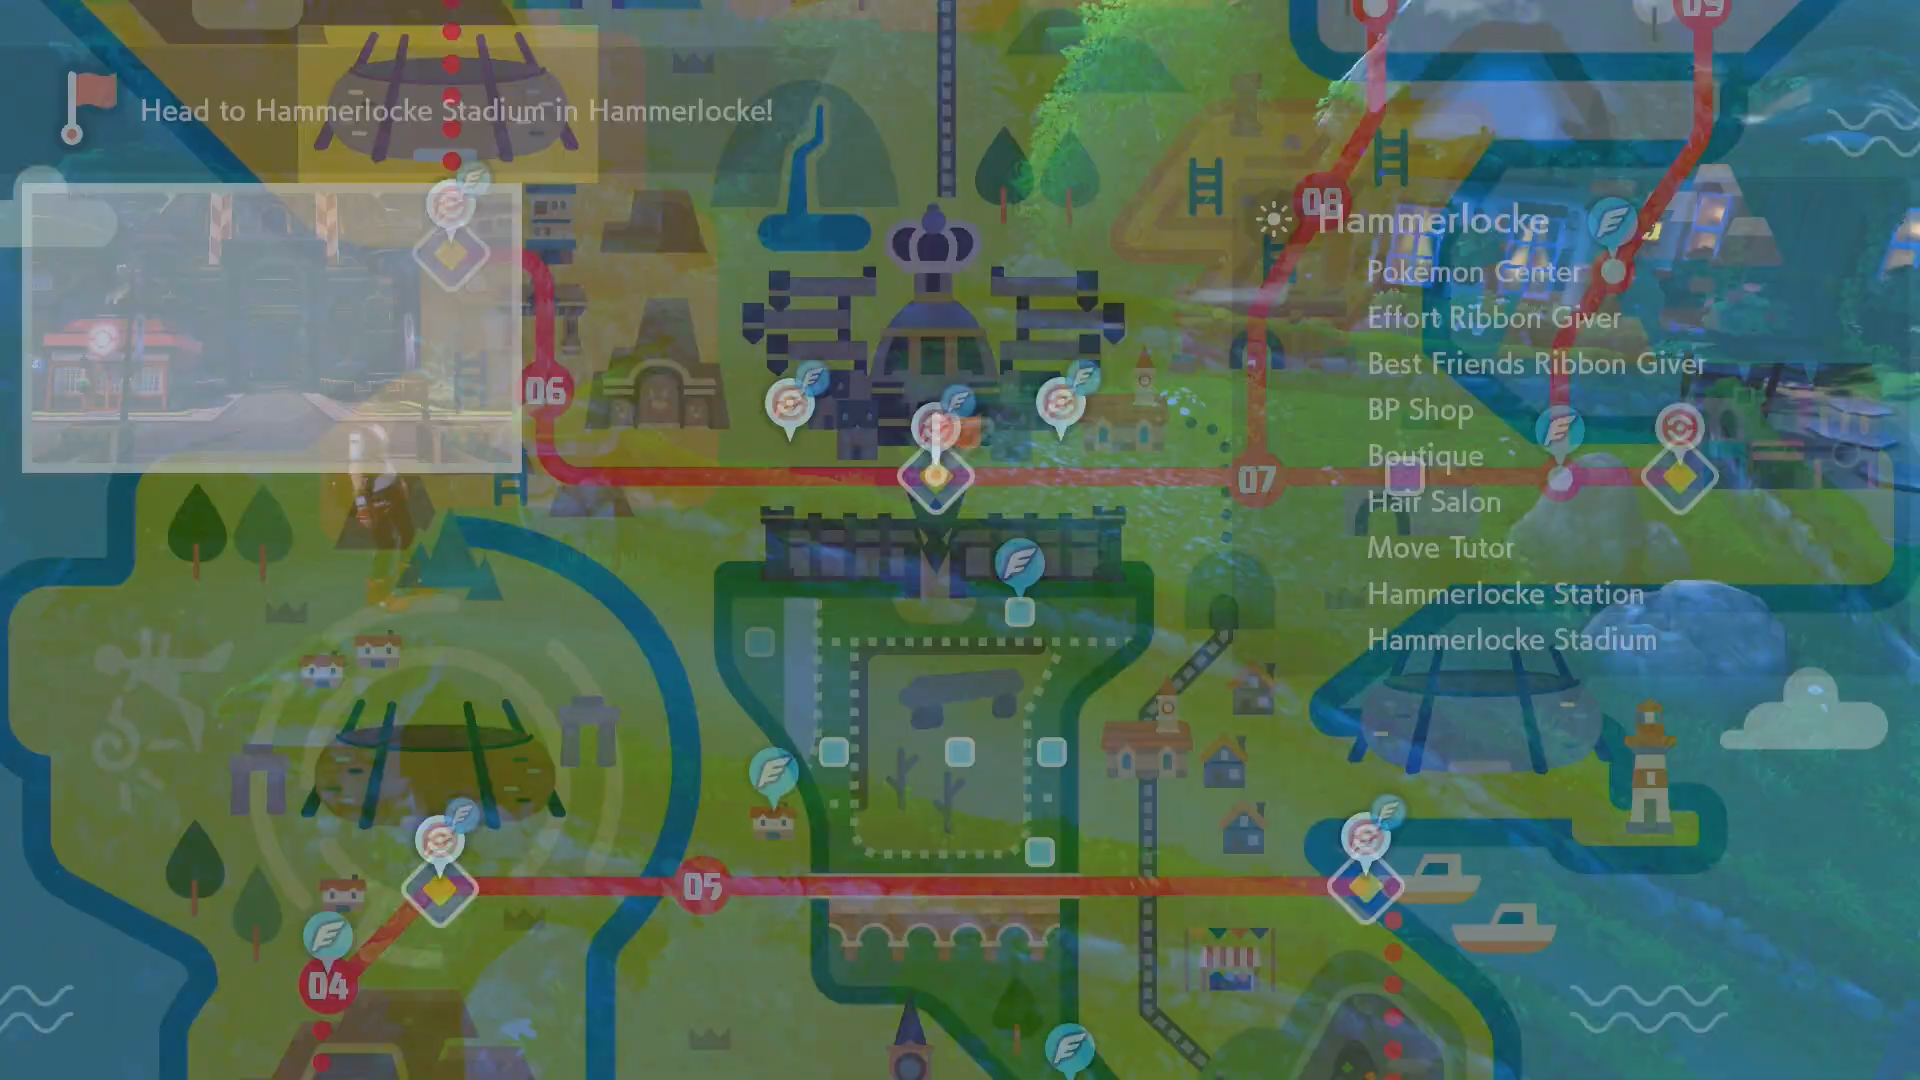 09
Head to Hammerlocke Stadium in Hammerlocke!
08
Hammerlocke
Pokémon Center
Effort Ribbon Giver
Best Friends Ribbon Giver
06
BP Shop
Boutique
07
Hair Salon
Move Tutor
Hammerlocke Station
Hammerlocke Stadium
05
04